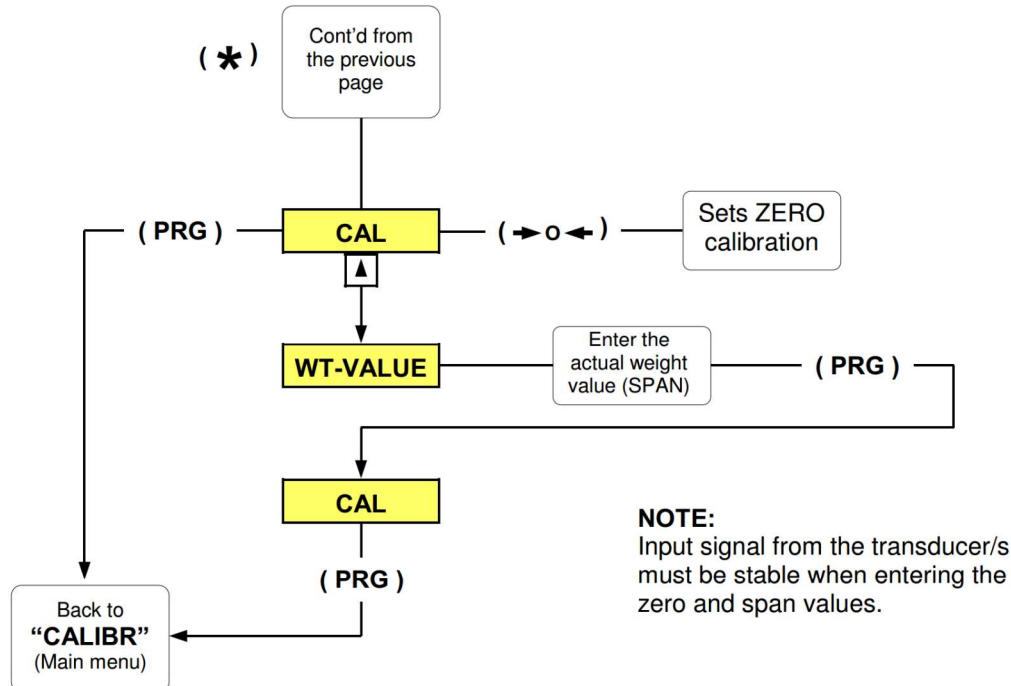 ( * )
Cont'd from
the previous
page
( PRG )
CAL
( ➔ o ← )
Sets ZERO
calibration
WT-VALUE
Enter the
actual weight
value (SPAN)
( PRG )
CAL
( PRG )
NOTE:
Input signal from the transducer/s
must be stable when entering the
zero and span values.
Back to
“CALIBR”
(Main menu)